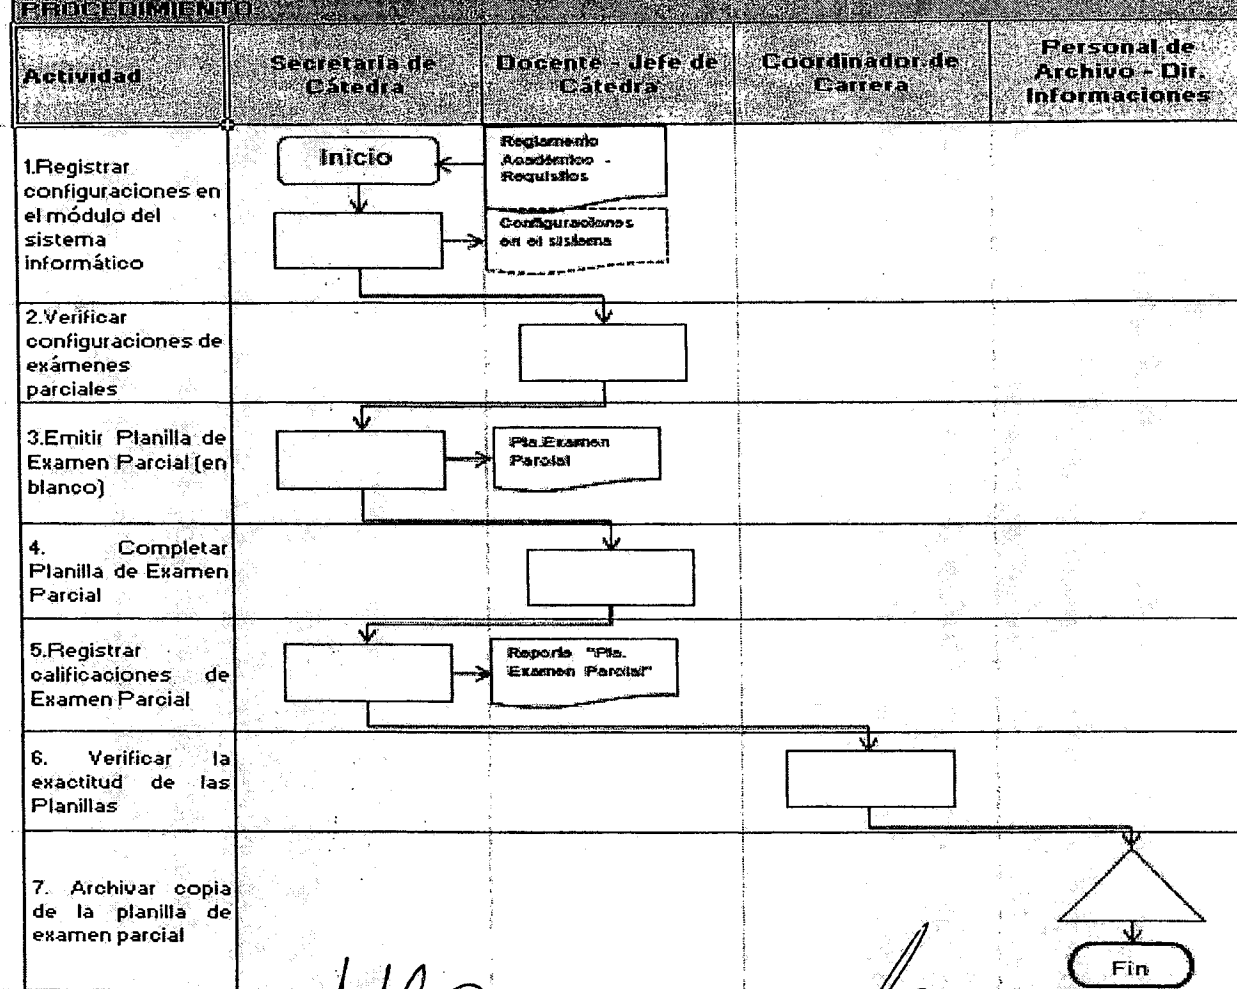 PROCEDIMIENTO:
Actividad
Secretaria de
Cátedra
Docente - Jefe de
Cátedra
Coordinador de
Carrera
Personal de
Archivo - Dir.
Informaciones
1.Registrar
configuraciones en
el módulo del
sistema
informático
Inicio
Reglamento
Académico -
Requisitos
Configuraciones
en el sistema
2.Verificar
configuraciones de
exámenes
parciales
3.Emitir Planilla de
Examen Parcial (en
blanco)
Pla.Examen
Parcial
4. Completar
Planilla de Examen
Parcial
5.Registrar
calificaciones de
Examen Parcial
Reporte "Pla.
Examen Parcial"
6. Verificar la
exactitud de las
Planillas
7. Archivar copia
de la planilla de
examen parcial
Fin